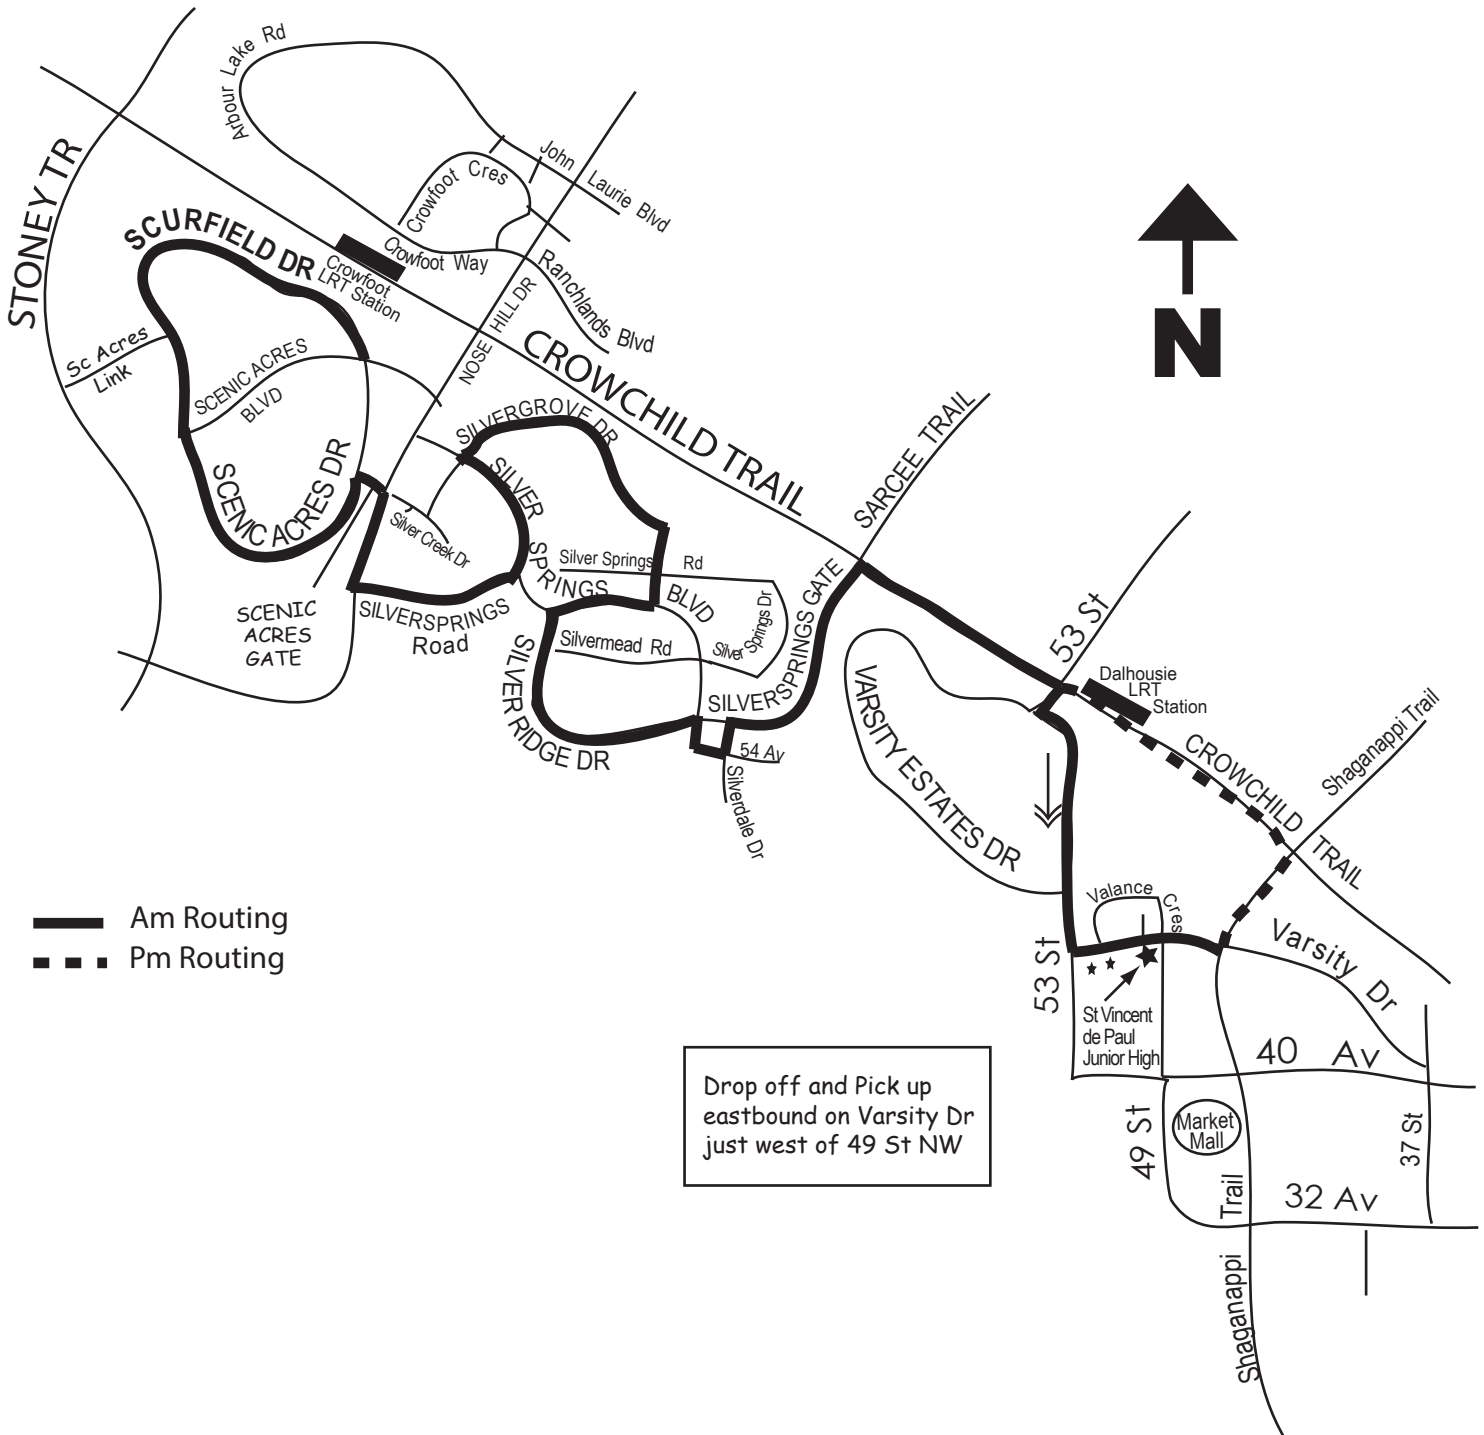 Arbour Lake Rd
STONEY TR
John Laurie Blvd
Crowfoot Cres
SCURFIELD DR
Crowfoot Way
Crowfoot
LRT Station
Ranchlands Blvd
NOSE HILL DR
CROWCHILD TRAIL
Sc Acres
Link
SCENIC ACRES
BLVD
SCENIC ACRES DR
SILVERGROVE DR
SILVER SPRINGS BLVD
SARCEE TRAIL
Silver Creek Dr
Silver Springs Rd
SCENIC
ACRES
GATE
SILVERSPRINGS
Road
Silvermead Rd
Silver Springs Dr
SILVERSPRINGS GATE
SILVER RIDGE DR
54 Av
Silverdale Dr
N
53 St
Dalhousie
LRT
Station
VARSITY ESTATES DR
CROWCHILD TRAIL
Shaganappi Trail
Valance Cres
Varsity Dr
53 St
St Vincent
de Paul
Junior High
40 Av
49 St
Market
Mall
37 St
32 Av
Shaganappi Trail
Am Routing
Pm Routing
Drop off and Pick up
eastbound on Varsity Dr
just west of 49 St NW